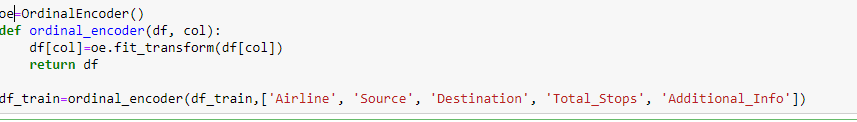 oe=OrdinalEncoder()
def ordinal_encoder(df, col):
    df[col]=oe.fit_transform(df[col])
    return df
df_train=ordinal_encoder(df_train,['Airline', 'Source', 'Destination', 'Total_Stops', 'Additional_Info'])